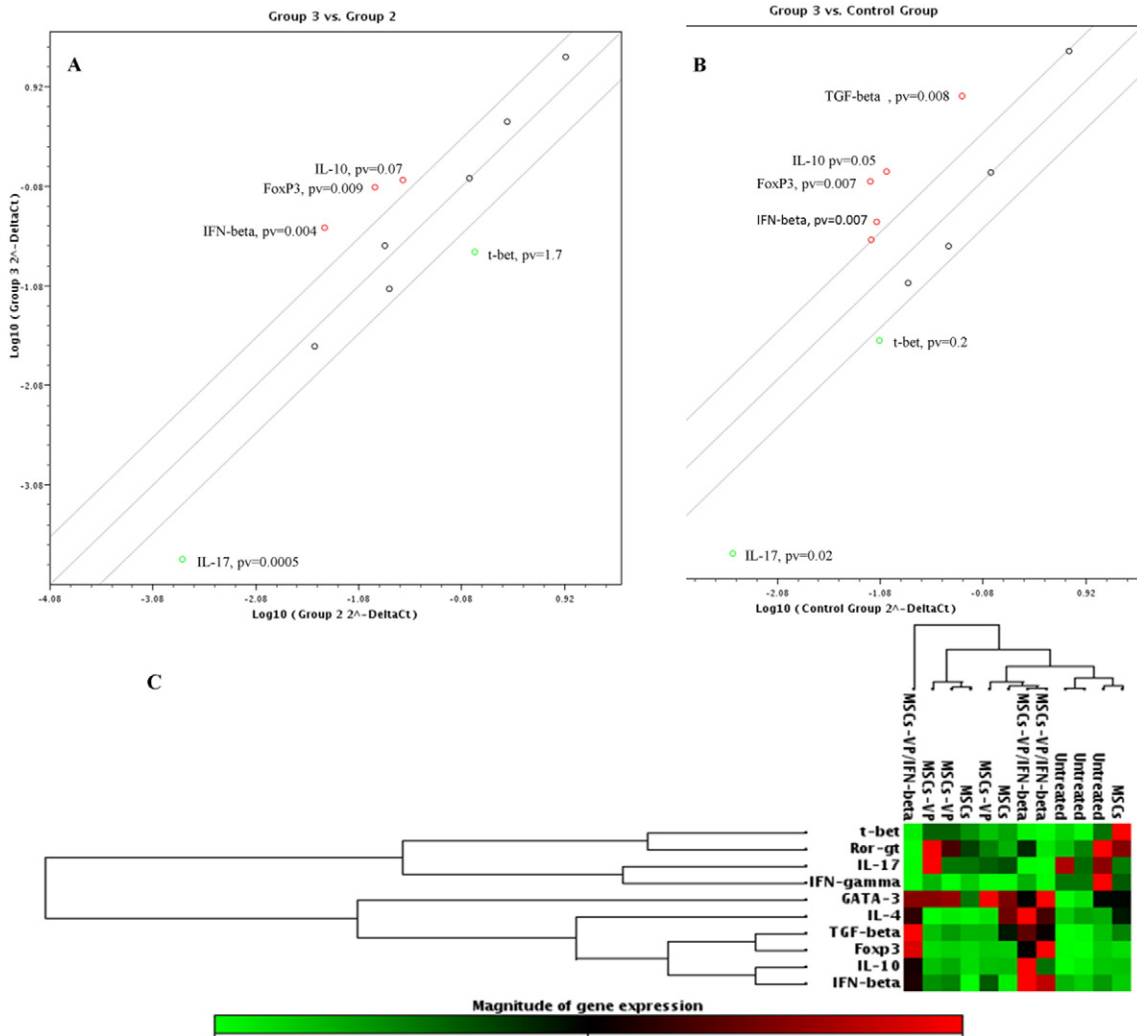 Group 3 vs. Group 2
A
0.92
-0.08
-1.08
-2.08
-3.08
Log10 (Group 3 2^-DeltaCt)
IL-10, pv=0.07
FoxP3, pv=0.009
IFN-beta, pv=0.004
t-bet, pv=1.7
IL-17, pv=0.0005
-4.08 -3.08 -2.08 -1.08 -0.08 0.92
Log10 (Group 2 2^-DeltaCt)
Group 3 vs. Control Group
B
TGF-beta , pv=0.008
IL-10 pv=0.05
FoxP3, pv=0.007
IFN-beta, pv=0.007
t-bet, pv=0.2
IL-17, pv=0.02
-2.08 -1.08 -0.08 0.92
Log10 (Control Group 2^-DeltaCt)
C
MSCs-VP/IFN-beta
MSCs-VP
MSCs-VP
MSCs
MSCs-VP
MSCs
MSCs-VP/IFN-beta
MSCs-VP/IFN-beta
Untreated
Untreated
Untreated
MSCs
t-bet
Ror-gt
IL-17
IFN-gamma
GATA-3
IL-4
TGF-beta
Foxp3
IL-10
IFN-beta
Magnitude of gene expression